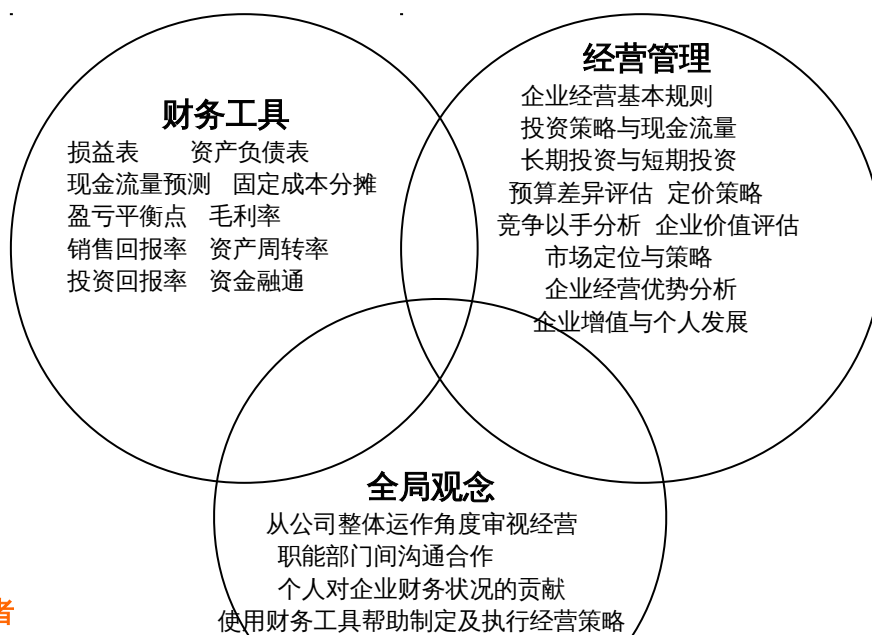 财务工具
损益表 资产负债表
现金流量预测 固定成本分摊
盈亏平衡点 毛利率
销售回报率 资产周转率
投资回报率 资金融通
经营管理
企业经营基本规则
投资策略与现金流量
长期投资与短期投资
预算差异评估 定价策略
竞争以手分析 企业价值评估
市场定位与策略
企业经营优势分析
企业增值与个人发展
全局观念
从公司整体运作角度审视经营
职能部门间沟通合作
个人对企业财务状况的贡献
使用财务工具帮助制定及执行经营策略
者